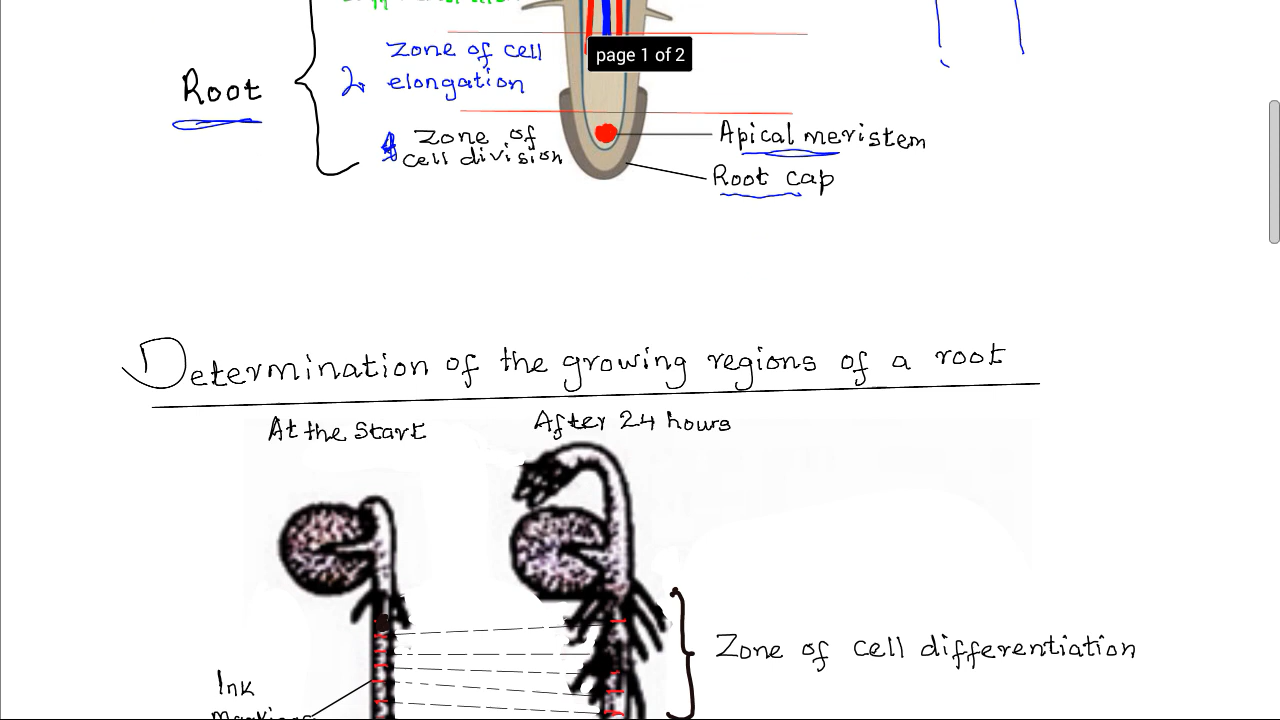 zone of cell
page 1 of 2
2. elongation
Root
Zone of
cell division
Apical meristem
Root cap
Determination of the growing regions of a root
At the Start
After 24 hours
Zone of cell differentiation
Ink